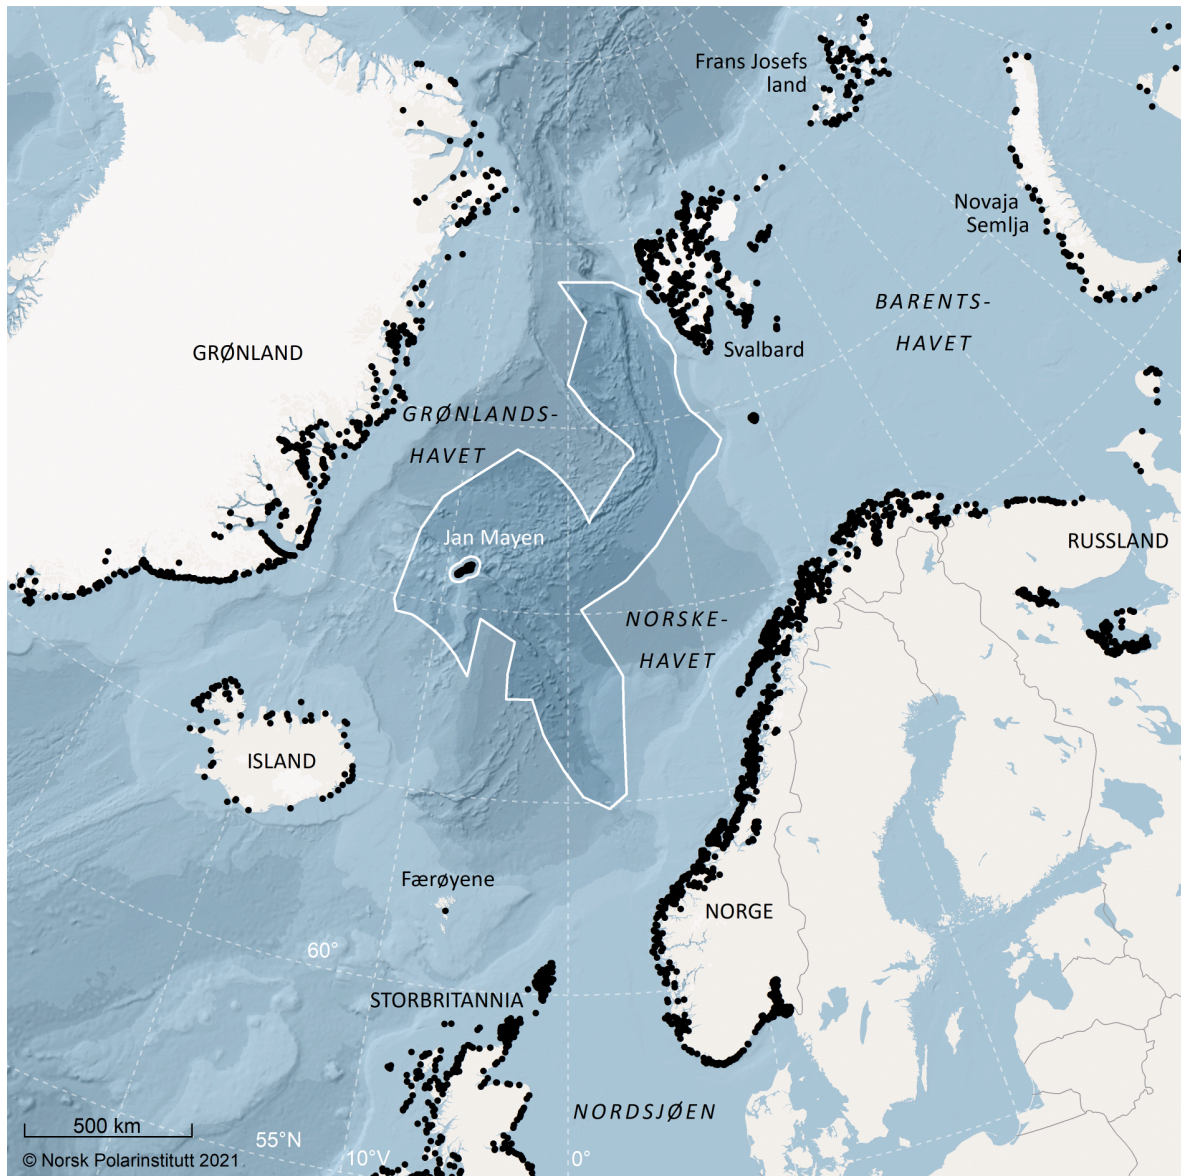 Frans Josefs
land
Novaja
Semlja
BARENTS-
HAVET
Svalbard
GRØNLAND
GRØNLANDS-
HAVET
Jan Mayen
RUSSLAND
NORSKE-
HAVET
ISLAND
Færøyene
NORGE
60°
STORBRITANNIA
NORDSJØEN
500 km
55°N
10°V
0°
© Norsk Polarinstitutt 2021